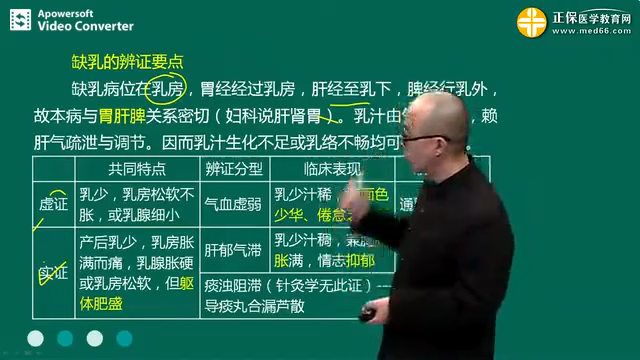 Apowersoft
Video Converter
正保医学教育网
www.med66.com
缺乳的辨证要点
缺乳病位在乳房，胃经经过乳房，肝经至乳下，脾经行乳外，
故本病与胃肝脾关系密切（妇科说肝肾胃）。乳汁由
，赖
肝气疏泄与调节。因而乳汁生化不足或乳络不畅均可
共同特点
辨证分型
临床表现
虚证
乳少，乳房松软不
胀，或乳腺细小
气血虚弱
乳少汁稀，
面色
少华、倦怠
通
实证
产后乳少，乳房胀
满而痛，乳腺胀硬
或乳房松软，但躯
体肥盛
肝郁气滞
乳少汁稠，兼胸
胀满，情志抑郁
痰浊阻滞（针灸学无此证）—
导痰丸合漏芦散